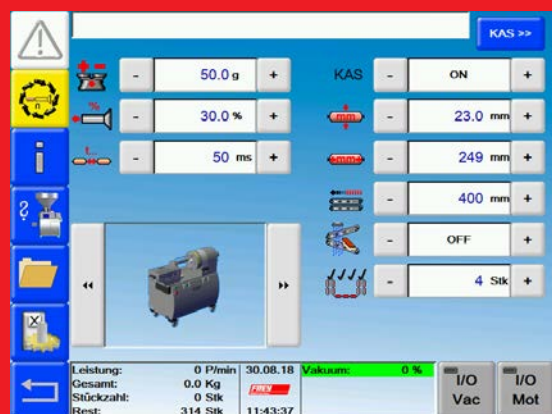 KAS >>
- 50.0 g +
KAS - ON +
% - 30.0 % +
mm - 23.0 mm +
t... - 50 ms +
mm - 249 mm +
- 400 mm +
- OFF +
- 4 Stk +
Leistung: 0 P/min
Gesamt: 0.0 Kg
Stückzahl: 0 Stk
Rest: 314 Stk
30.08.18
FREY
11:43:37
Vakuum: 0 %
I/O
Vac
I/O
Mot